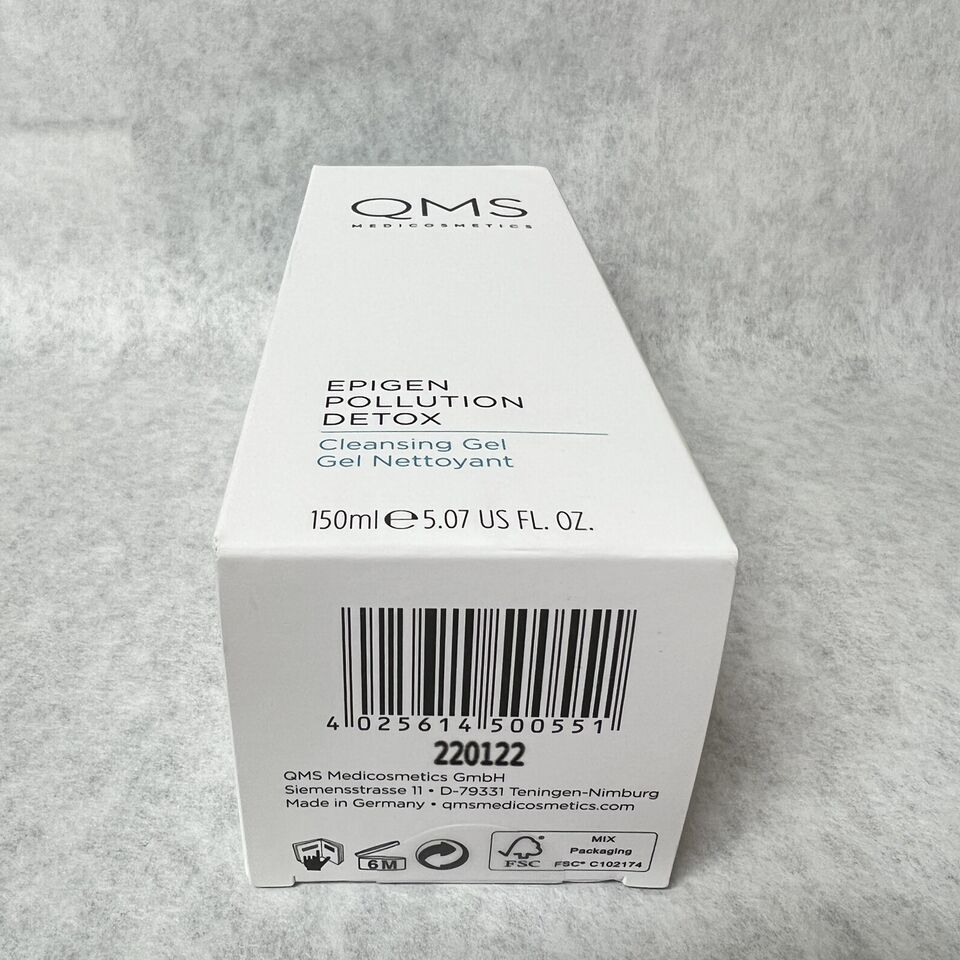 QMS
MEDICOSMETICS
EPIGEN
POLLUTION
DETOX
Cleansing Gel
Gel Nettoyant
150ml ℮ 5.07 US FL. OZ.
4 025614 500551
220122
QMS Medicosmetics GmbH
Siemensstrasse 11 • D-79331 Teningen-Nimburg
Made in Germany • qmsmedicosmetics.com
6M
FSC
MIX
Packaging
FSC® C102174